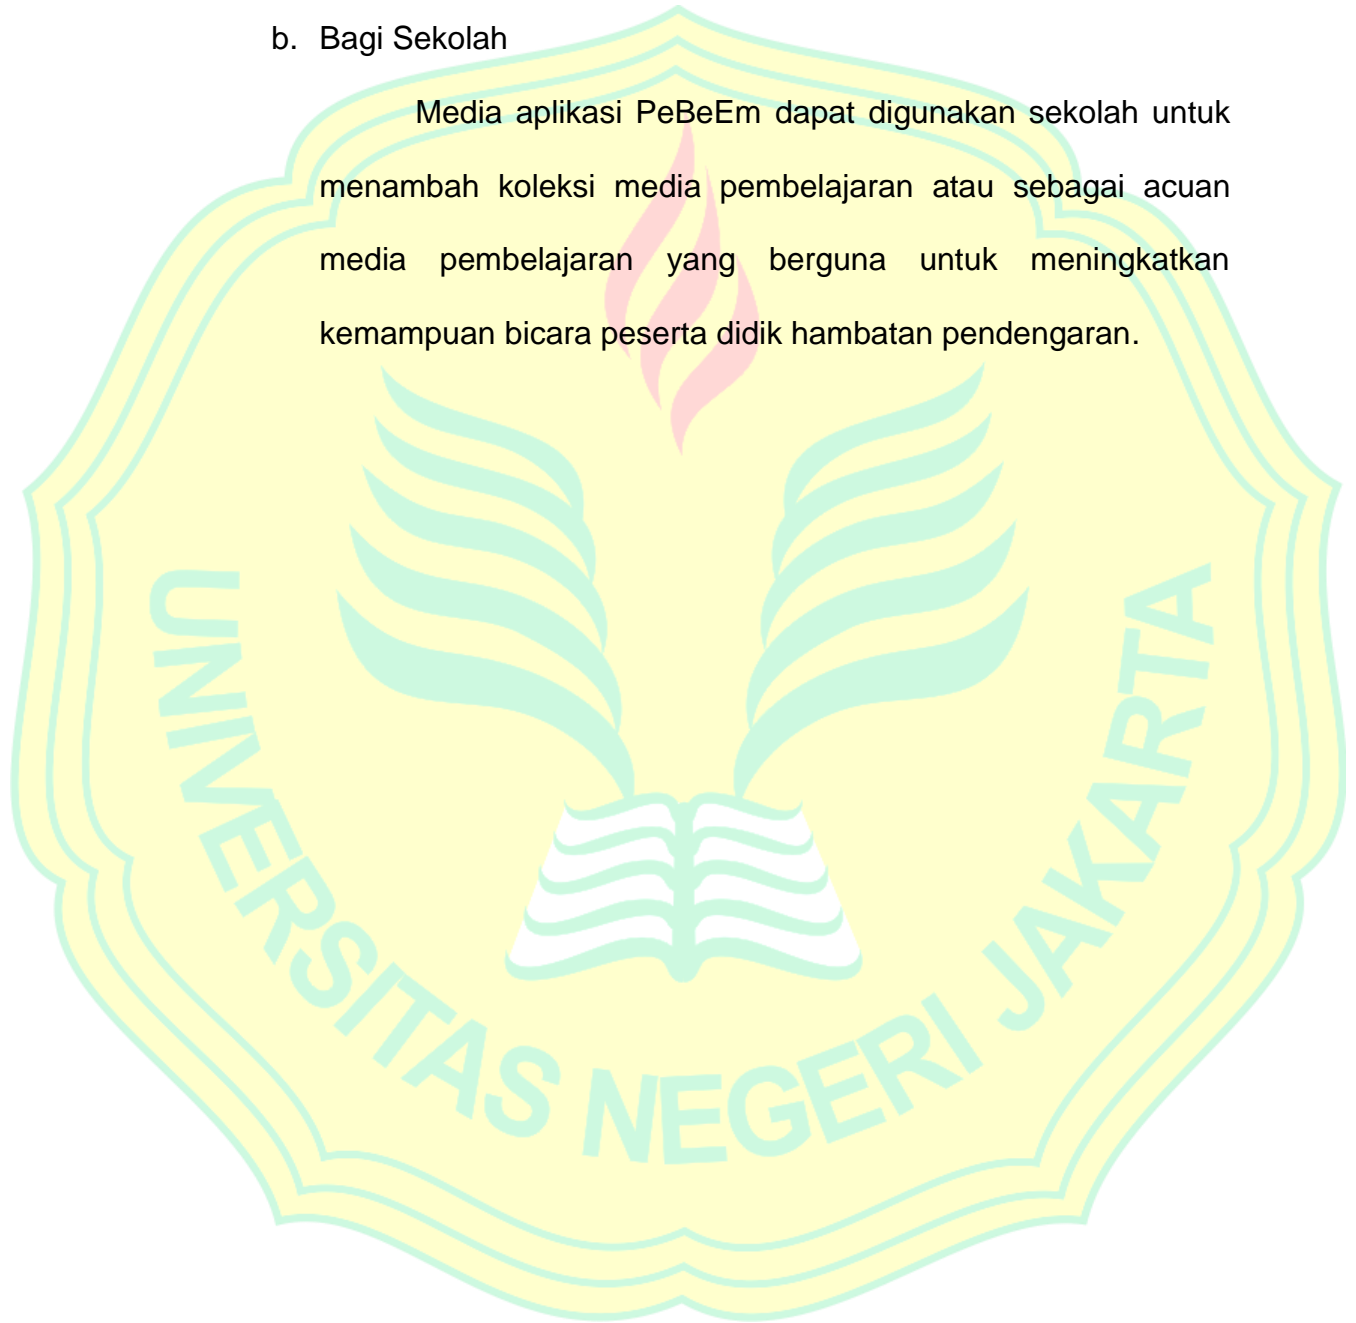 b. Bagi Sekolah
Media aplikasi PeBeEm dapat digunakan sekolah untuk
menambah koleksi media pembelajaran atau sebagai acuan
media pembelajaran yang berguna untuk meningkatkan
kemampuan bicara peserta didik hambatan pendengaran.
UNIVERSITAS NEGERI JAKARTA